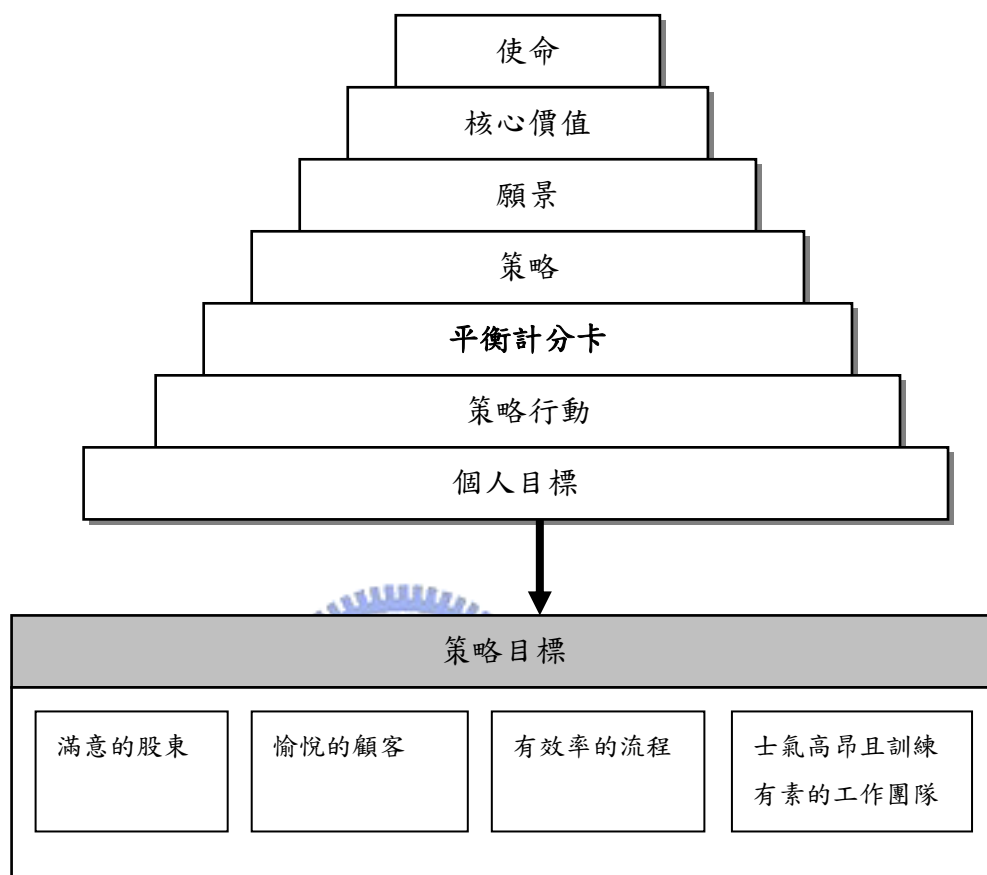 使命
核心價值
願景
策略
平衡計分卡
策略行動
個人目標
策略目標
滿意的股東
愉悅的顧客
有效率的流程
士氣高昂且訓練
有素的工作團隊